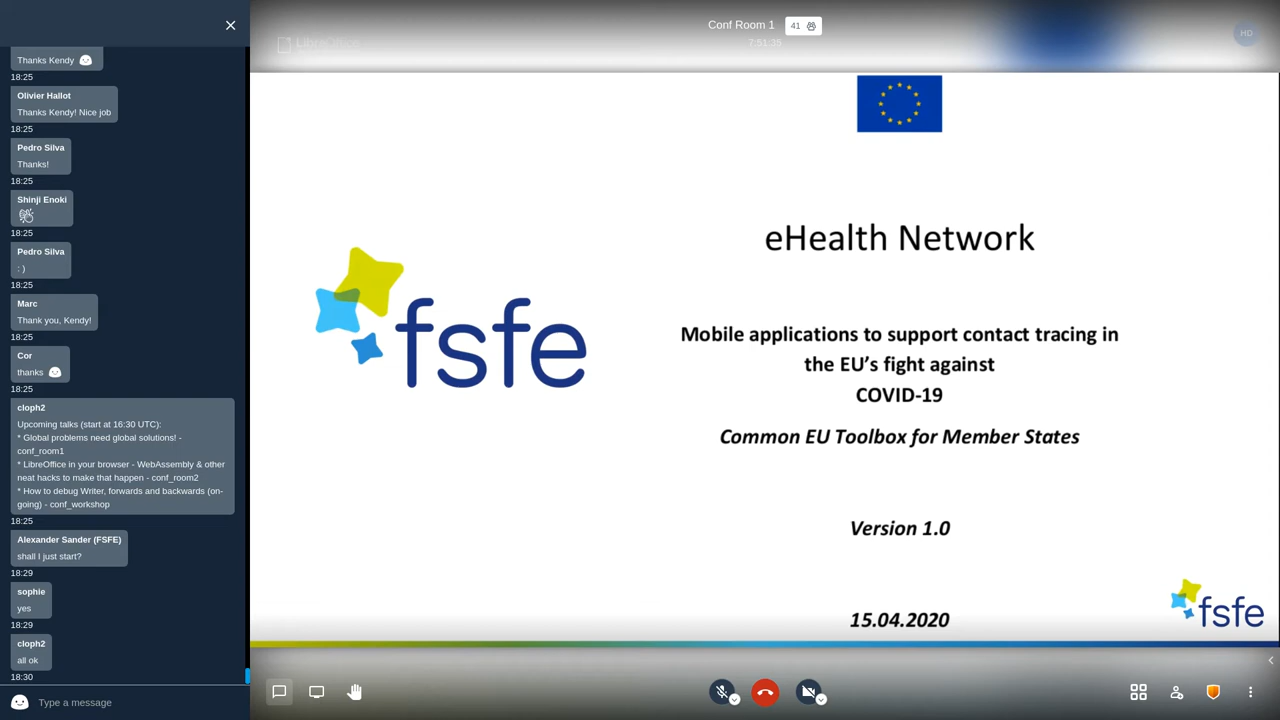 Thanks Kendy
18:25
Olivier Hallot
Thanks Kendy! Nice job
18:25
Pedro Silva
Thanks!
18:25
Shinji Enoki
18:25
Pedro Silva
: )
18:25
Marc
Thank you, Kendy!
18:25
Cor
thanks
18:25
cloph2
Upcoming talks (start at 16:30 UTC):
* Global problems need global solutions! -
conf_room1
* LibreOffice in your browser - WebAssembly & other
neat hacks to make that happen - conf_room2
* How to debug Writer, forwards and backwards (on-
going) - conf_workshop
18:25
Alexander Sander (FSFE)
shall I just start?
18:29
sophie
yes
18:29
cloph2
all ok
18:30
Type a message
Conf Room 1
41
7:51:35
LibreOffice
HD
fsfe
eHealth Network
Mobile applications to support contact tracing in
the EU’s fight against
COVID-19
Common EU Toolbox for Member States
Version 1.0
15.04.2020
fsfe